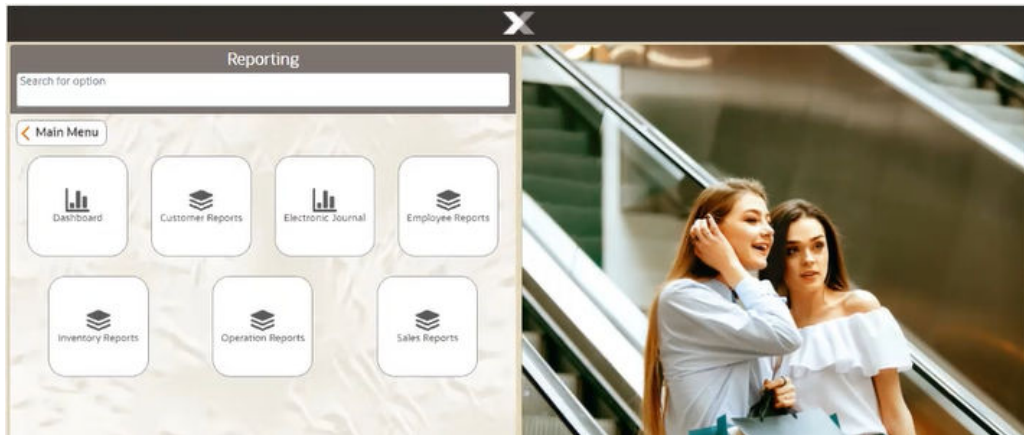 Reporting
Search for option
Main Menu
Dashboard
Customer Reports
Electronic Journal
Employee Reports
Inventory Reports
Operation Reports
Sales Reports